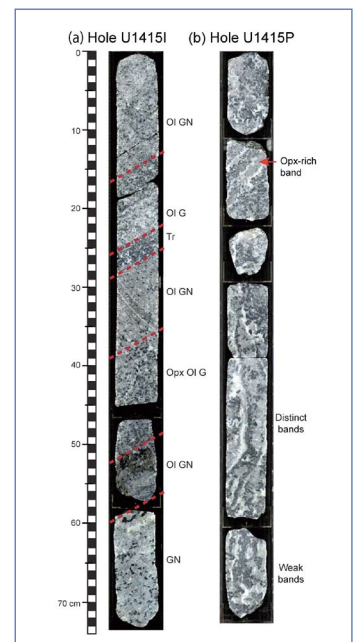 (a) Hole U1415I
(b) Hole U1415P
0
10
20
30
40
50
60
70 cm
Ol GN
Ol G
Tr
Ol GN
Opx Ol G
Ol GN
GN
Opx-rich
band
Distinct
bands
Weak
bands